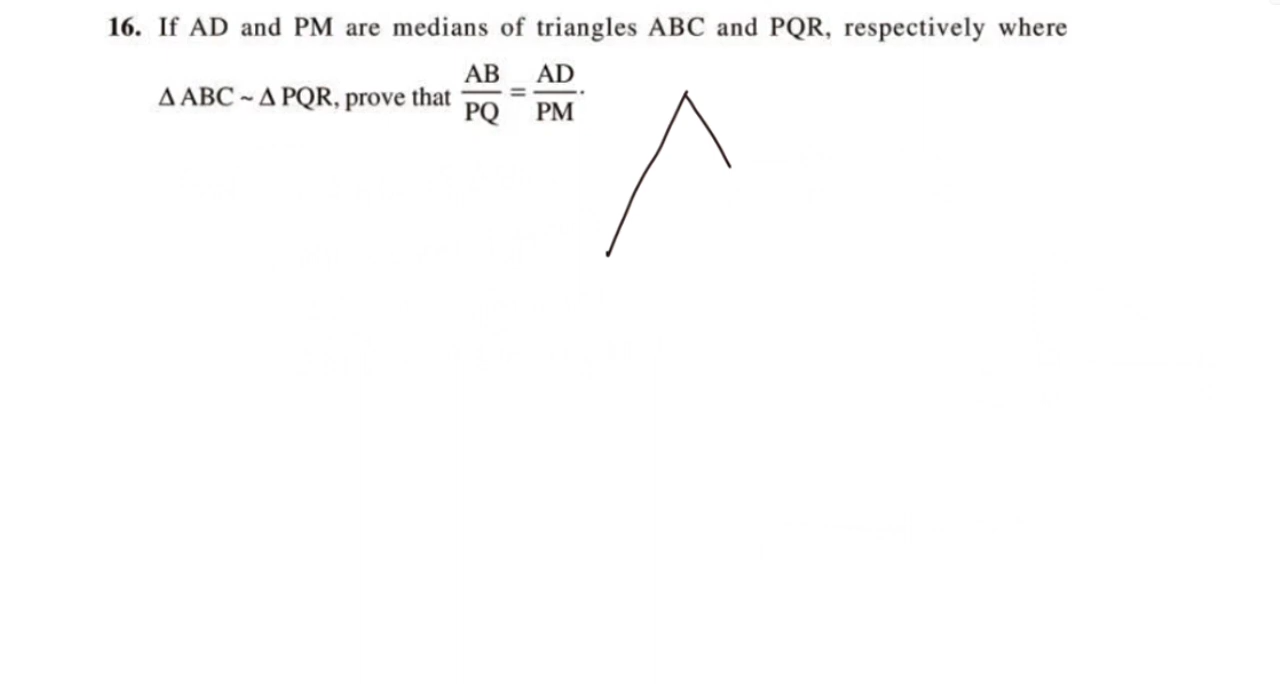 16. If AD and PM are medians of triangles ABC and PQR, respectively where
Δ ABC ~ Δ PQR, prove that AB/PQ = AD/PM.